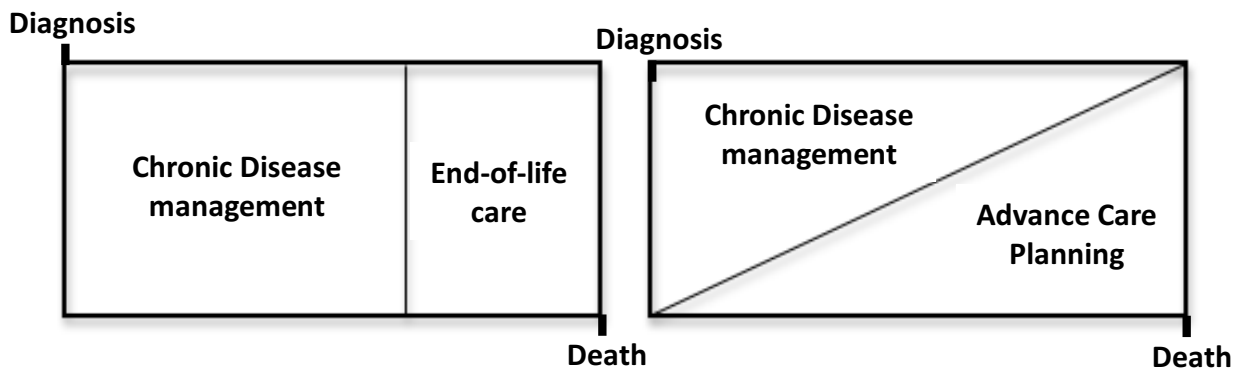 Diagnosis
Chronic Disease
management
End-of-life
care
Death
Diagnosis
Chronic Disease
management
Advance Care
Planning
Death